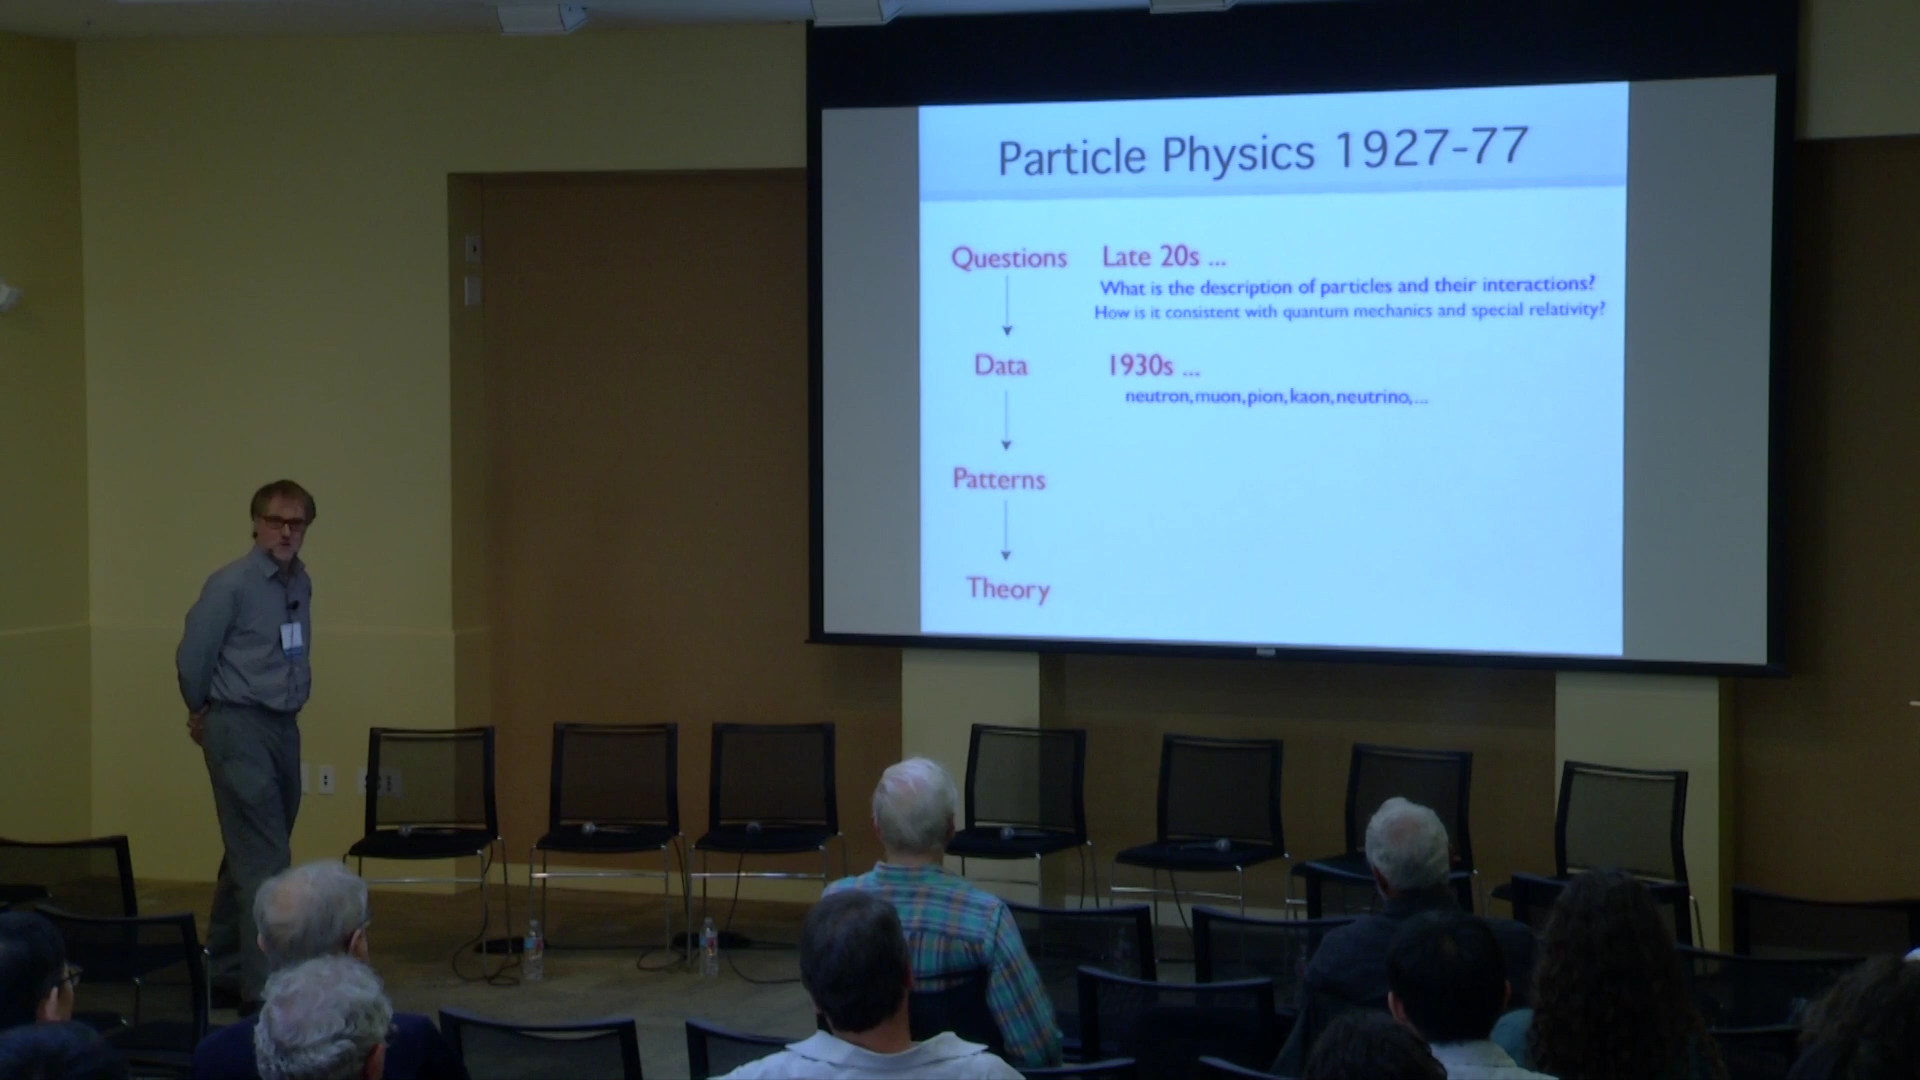 Particle Physics 1927-77
Questions
Late 20s ...
What is the description of particles and their interactions?
How is it consistent with quantum mechanics and special relativity?
Data
1930s ...
neutron, muon, pion, kaon, neutrino, ...
Patterns
Theory